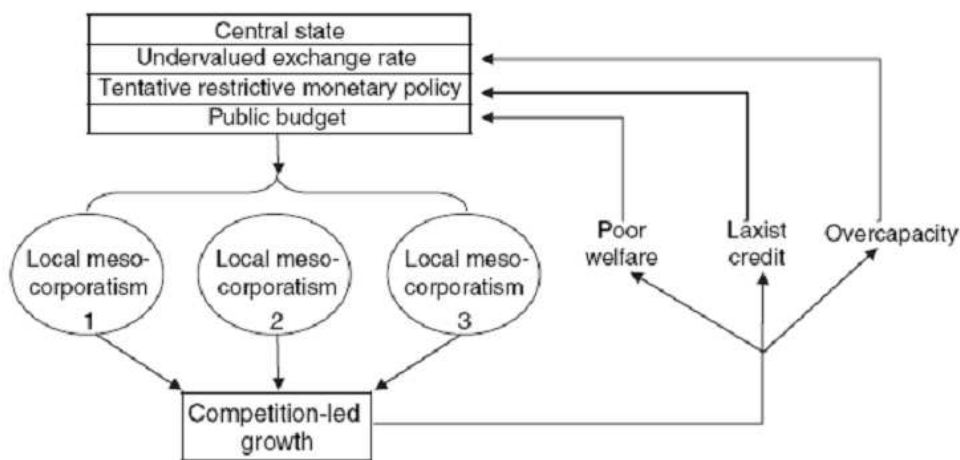 Central state
Undervalued exchange rate
Tentative restrictive monetary policy
Public budget
Local meso-
corporatism
1
Local meso-
corporatism
2
Local meso-
corporatism
3
Poor
welfare
Laxist
credit
Overcapacity
Competition-led
growth